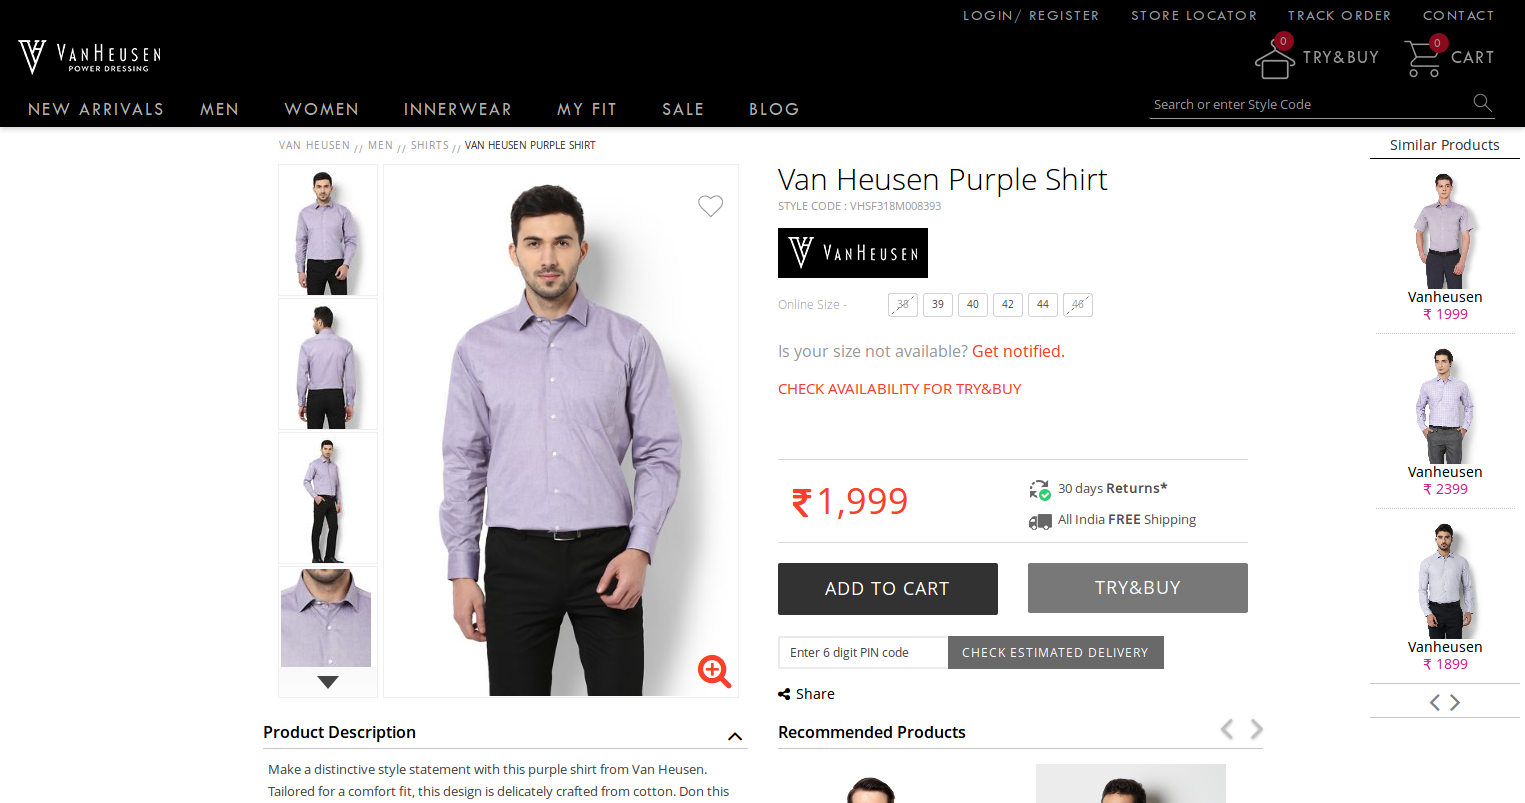 LOGIN/ REGISTER STORE LOCATOR TRACK ORDER CONTACT
VANHEUSEN
POWER DRESSING
0 TRY&BUY 0 CART
NEW ARRIVALS MEN WOMEN INNERWEAR MY FIT SALE BLOG
Search or enter Style Code
VAN HEUSEN // MEN // SHIRTS // VAN HEUSEN PURPLE SHIRT
Van Heusen Purple Shirt
STYLE CODE : VHSF318M008393
VANHEUSEN
Online Size - 38 39 40 42 44 46
Is your size not available? Get notified.
CHECK AVAILABILITY FOR TRY&BUY
₹1,999
30 days Returns*
All India FREE Shipping
ADD TO CART TRY&BUY
Enter 6 digit PIN code CHECK ESTIMATED DELIVERY
Share
Product Description
Make a distinctive style statement with this purple shirt from Van Heusen.
Tailored for a comfort fit, this design is delicately crafted from cotton. Don this
Recommended Products
Similar Products
Vanheusen
₹ 1999
Vanheusen
₹ 2399
Vanheusen
₹ 1899